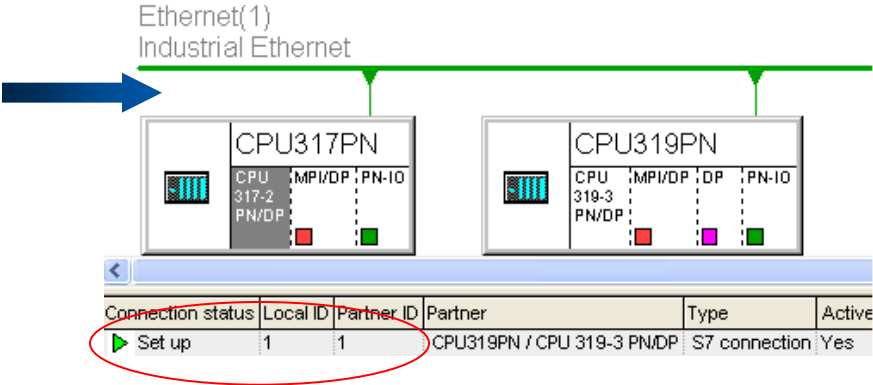 Ethernet(1)
Industrial Ethernet
CPU317PN
CPU
317-2
PN/DP
MPI/DP
PN-IO
CPU319PN
CPU
319-3
PN/DP
MPI/DP
DP
PN-IO
Connection status Local ID Partner ID Partner Type Active
Set up 1 1 CPU319PN / CPU 319-3 PN/DP S7 connection Yes